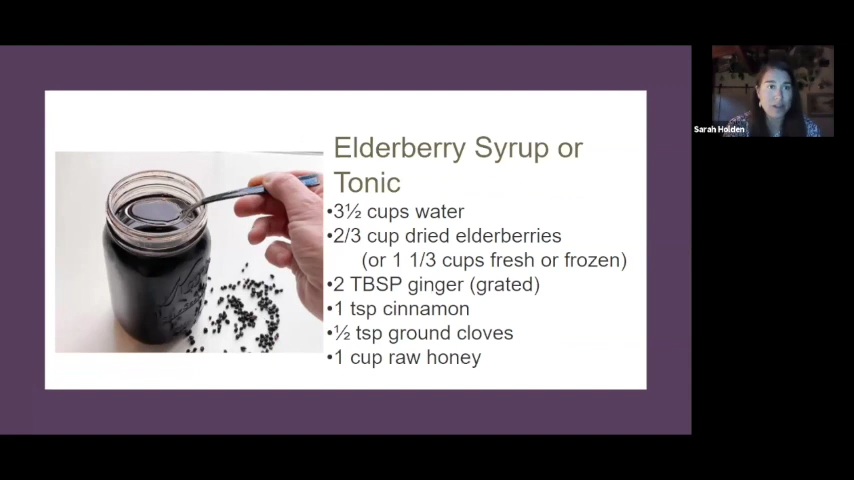 Elderberry Syrup or
Tonic
•3½ cups water
•2/3 cup dried elderberries
(or 1 1/3 cups fresh or frozen)
•2 TBSP ginger (grated)
•1 tsp cinnamon
•½ tsp ground cloves
•1 cup raw honey
Sarah Holden